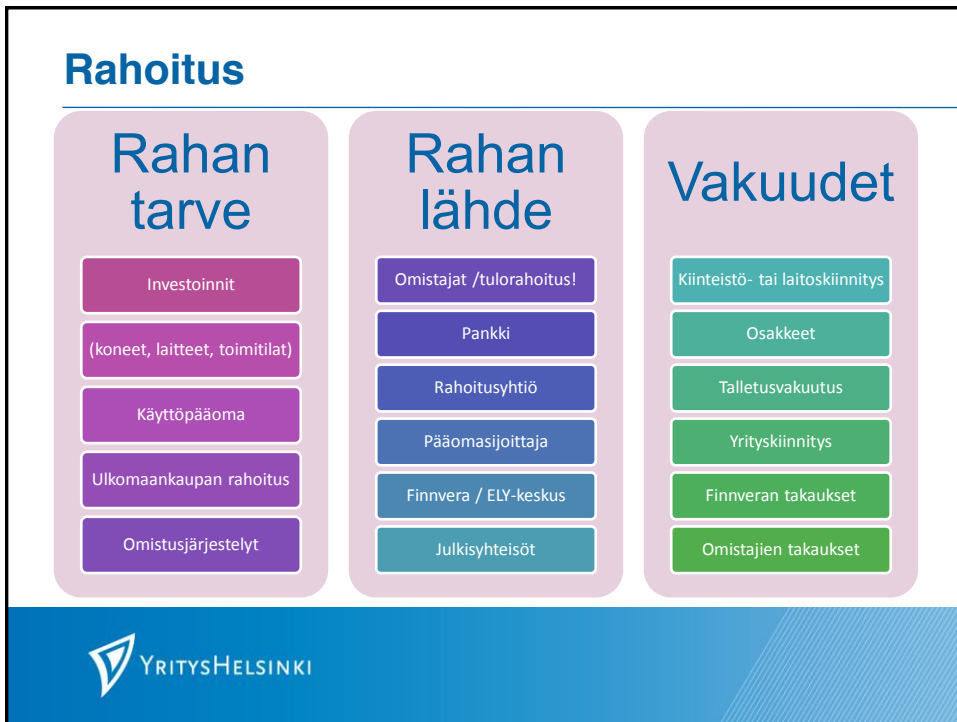 Rahoitus
Rahan
tarve
Investoinnit
(koneet, laitteet, toimitilat)
Käyttöpääoma
Ulkomaankaupan rahoitus
Omistusjärjestelyt
Rahan
lähde
Omistajat /tulorahoitus!
Pankki
Rahoitusyhtiö
Pääomasijoittaja
Finnvera / ELY-keskus
Julkisyhteisöt
Vakuudet
Kiinteistö- tai laitoskiinnitys
Osakkeet
Talletusvakuutus
Yrityskiinnitys
Finnveran takaukset
Omistajien takaukset
YRITYSHELSINKI